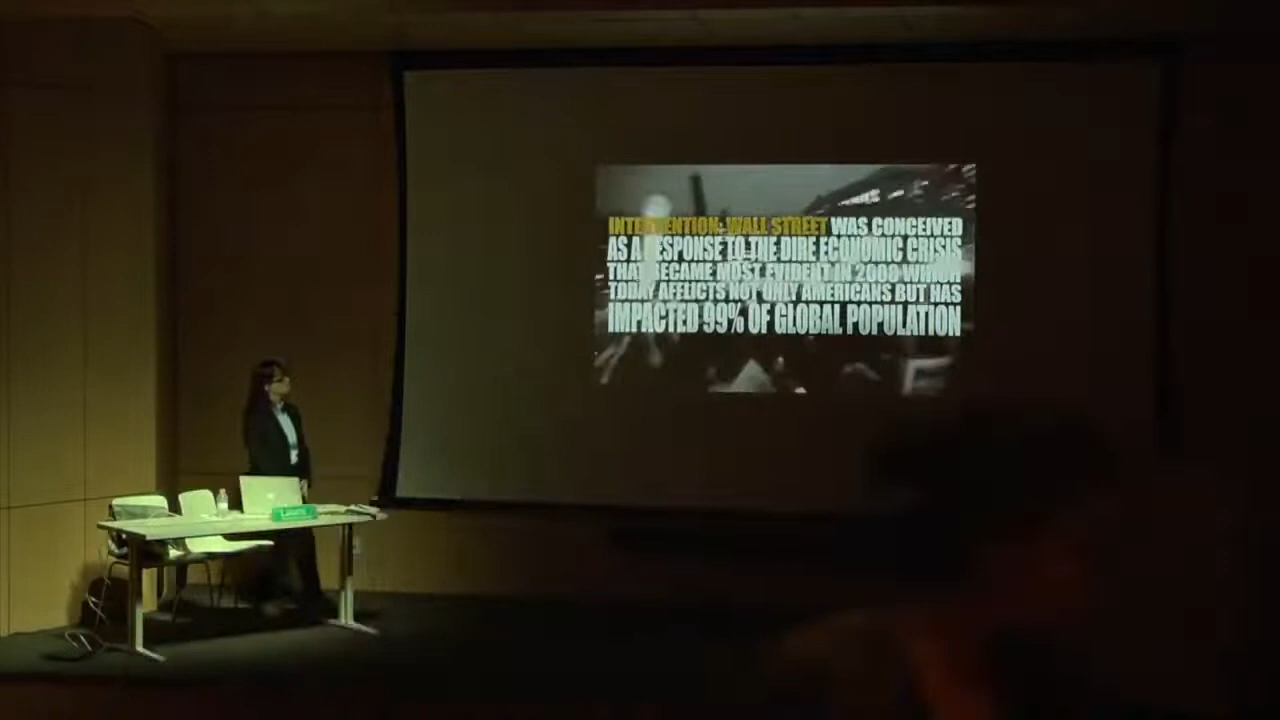 INTERVENTION: WALL STREET WAS CONCEIVED
AS A RESPONSE TO THE DIRE ECONOMIC CRISIS
THAT BECAME MOST EVIDENT IN 2008 WHICH
TODAY AFFLICTS NOT ONLY AMERICANS BUT HAS
IMPACTED 99% OF GLOBAL POPULATION